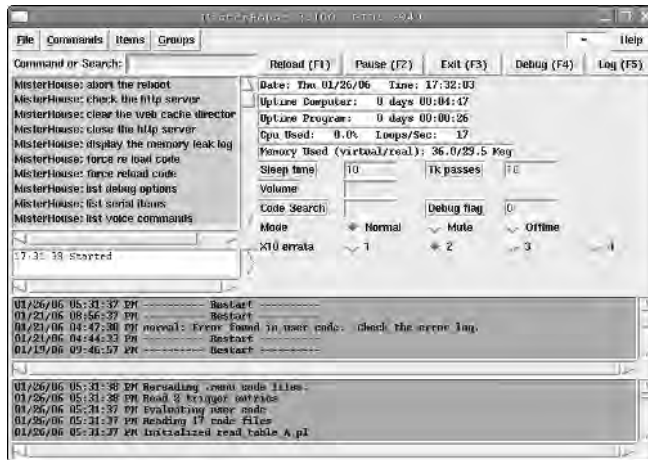 File Commands Items Groups Help
Command or Search: Reload (F1) Pause (F2) Exit (F3) Debug (F4) Log (F5)
MisterHouse: abort the reboot
MisterHouse: check the http server
MisterHouse: clear the web cache director
MisterHouse: close the http server
MisterHouse: display the memory leak log
MisterHouse: force re load code
MisterHouse: force reload code
MisterHouse: list debug options
MisterHouse: list serial items
MisterHouse: list voice commands
17:31:38 Started
Date: Thu 01/26/06 Time: 17:32:03
Uptime Computer: 0 days 00:04:47
Uptime Program: 0 days 00:00:26
Cpu Used: 0.0% Loops/Sec: 17
Memory Used (virtual/real): 36.0/29.5 Meg
Sleep time 10 Tk passes 10
Volume
Code Search Debug flag 0
Mode Normal Mute Offline
X10 errata 1 2 3 4
01/26/06 05:31:37 PM ---------- Restart ----------
01/21/06 08:56:37 PM ---------- Restart ----------
01/21/06 04:47:30 PM normal: Error found in user code. Check the error log.
01/21/06 04:44:33 PM ---------- Restart ----------
01/19/06 09:46:57 PM ---------- Restart ----------
01/26/06 05:31:38 PM Rereading .menu code files.
01/26/06 05:31:38 PM Read 2 trigger entries
01/26/06 05:31:37 PM Evaluating user code
01/26/06 05:31:37 PM Reading 17 code files
01/26/06 05:31:37 PM Initialized read_table_A.pl